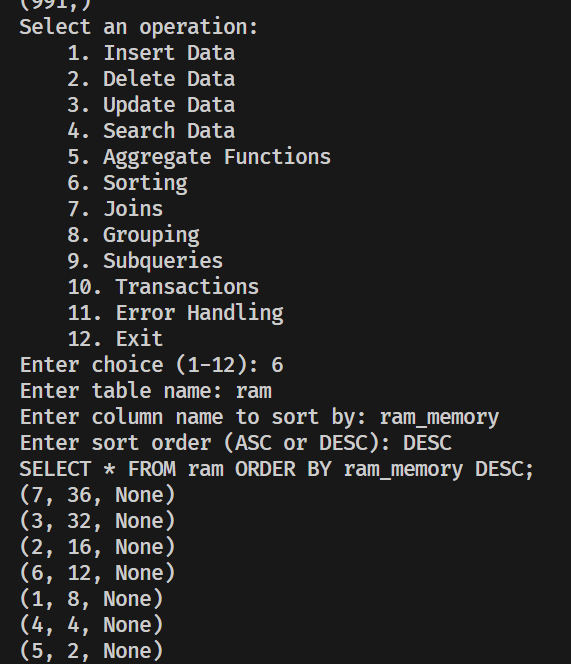 (991,)
Select an operation:
1. Insert Data
2. Delete Data
3. Update Data
4. Search Data
5. Aggregate Functions
6. Sorting
7. Joins
8. Grouping
9. Subqueries
10. Transactions
11. Error Handling
12. Exit
Enter choice (1-12): 6
Enter table name: ram
Enter column name to sort by: ram_memory
Enter sort order (ASC or DESC): DESC
SELECT * FROM ram ORDER BY ram_memory DESC;
(7, 36, None)
(3, 32, None)
(2, 16, None)
(6, 12, None)
(1, 8, None)
(4, 4, None)
(5, 2, None)